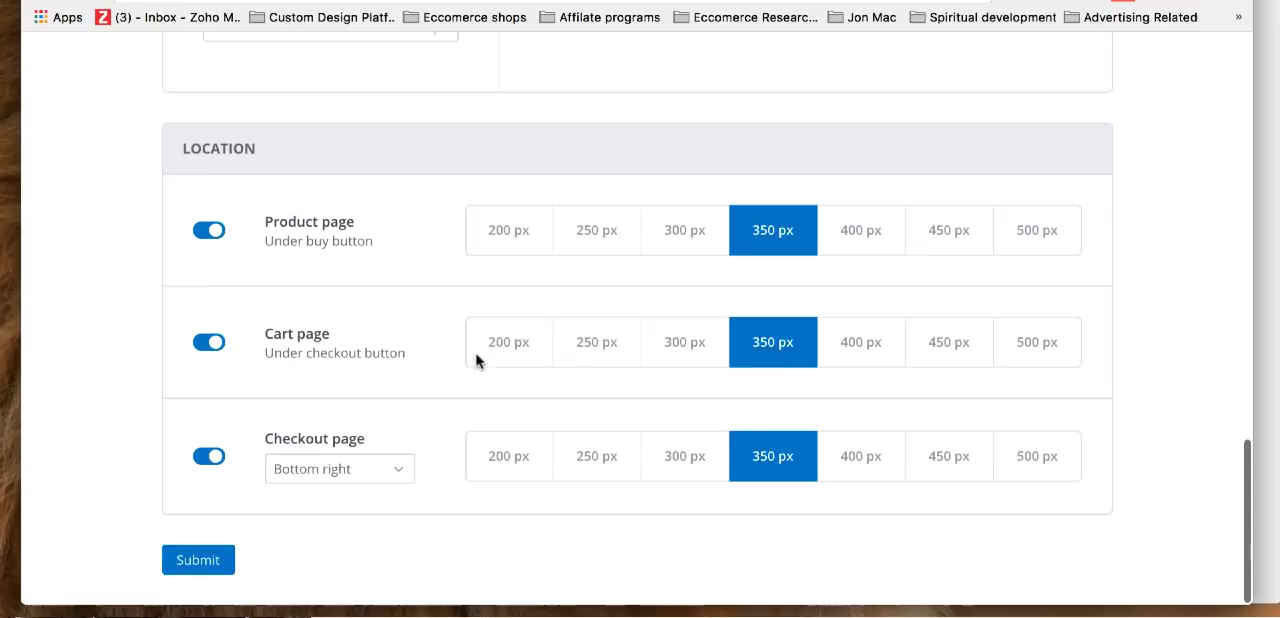 Apps (3) - Inbox - Zoho M.. Custom Design Platf.. Eccomerce shops Affilate programs Eccomerce Researc... Jon Mac Spiritual development Advertising Related »
LOCATION
Product page
Under buy button
200 px 250 px 300 px 350 px 400 px 450 px 500 px
Cart page
Under checkout button
200 px 250 px 300 px 350 px 400 px 450 px 500 px
Checkout page
Bottom right
200 px 250 px 300 px 350 px 400 px 450 px 500 px
Submit